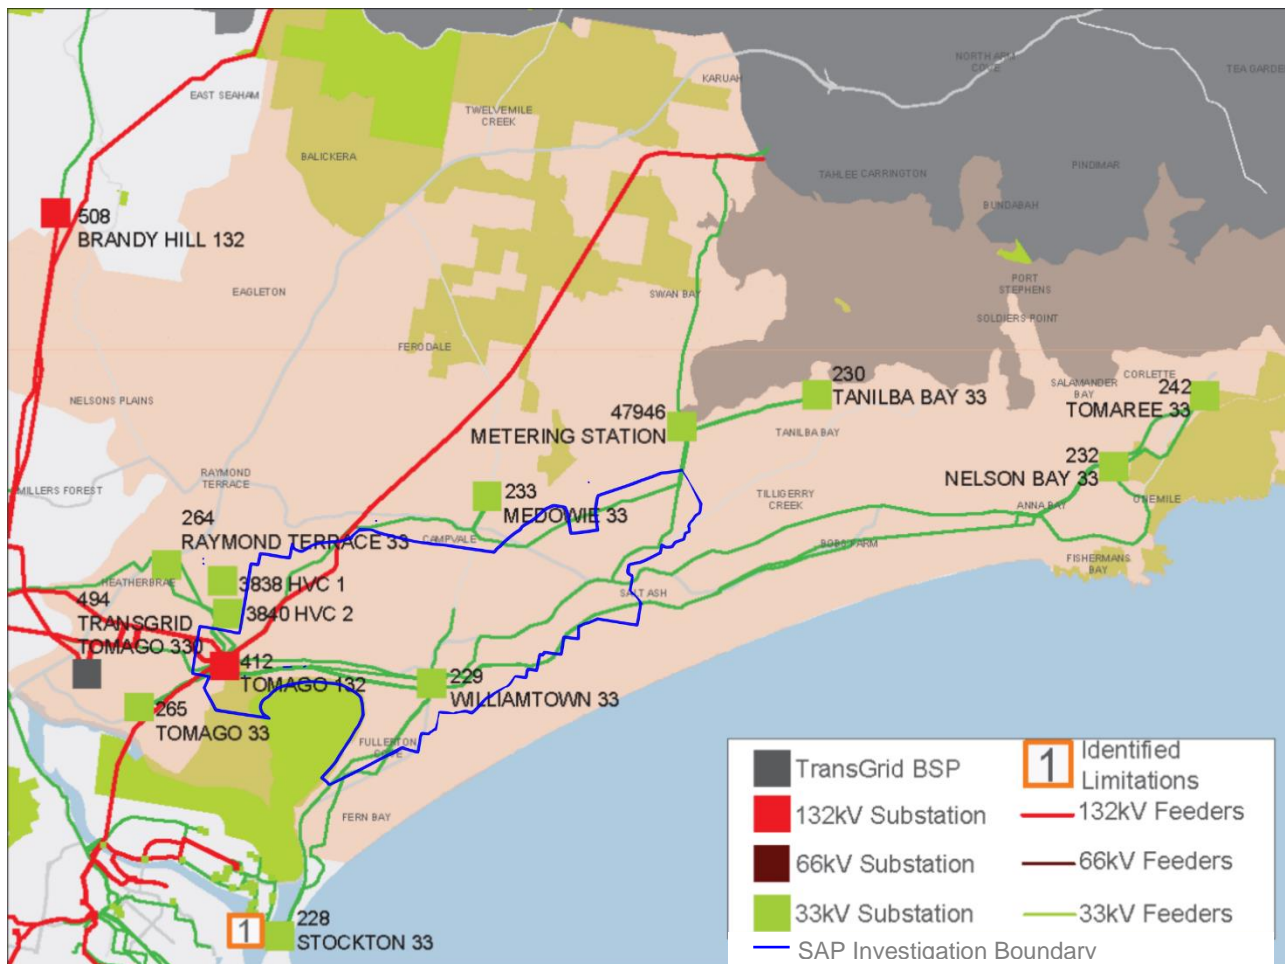 NORTH ARM
COVE
TEA GARDE
KARUAH
EAST SEAHAM
TWELVEMILE
CREEK
BALICKERA
PINDIMAR
TAHLEE CARRINGTON
BUNDABAH
508
BRANDY HILL 132
EAGLETON
SWAN BAY
PORT
STEPHENS
SOLDIERS POINT
FERODALE
NELSONS PLAINS
230
TANILBA BAY 33
CORLETTE
SALAMANDER
BAY
242
TOMAREE 33
47946
METERING STATION
TANILBA BAY
232
NELSON BAY 33
RAYMOND
TERRACE
MILLERS FOREST
233
MEDOWIE 33
TILLIGERRY
CREEK
ANNA BAY
ONEMILE
264
RAYMOND TERRACE 33
CAMPVALE
BOBS FARM
FISHERMANS
BAY
HEATHERBRAE
3838 HVC 1
SALT ASH
494
TRANSGRID
TOMAGO 330
3840 HVC 2
412
TOMAGO 132
229
WILLIAMTOWN 33
265
TOMAGO 33
FULLERTON
COVE
FERN BAY
1
228
STOCKTON 33
TransGrid BSP
1
Identified
Limitations
132kV Substation
132kV Feeders
66kV Substation
66kV Feeders
33kV Substation
33kV Feeders
SAP Investigation Boundary